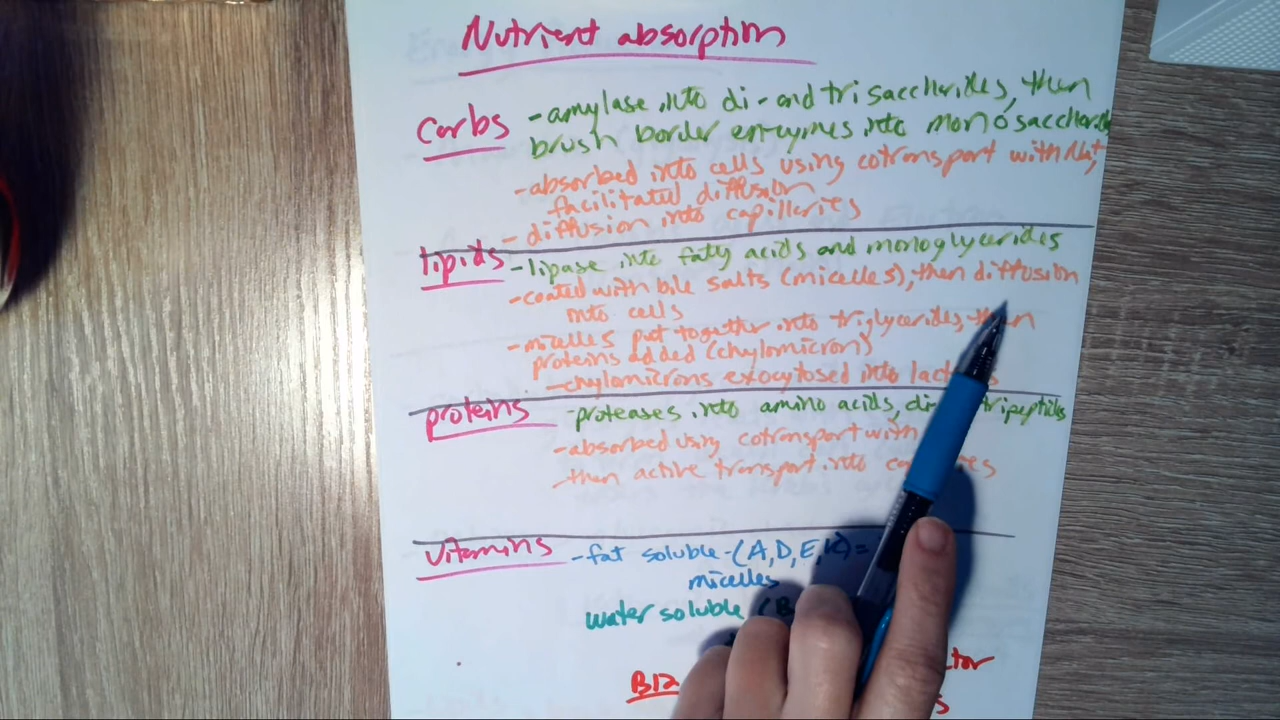 Nutrient absorption
carbs - amylase into di- and trisaccharides, then
brush border enzymes into monosaccharides
- absorbed into cells using cotransport with Na+,
facilitated diffusion
- diffusion into capillaries
lipids - lipase into fatty acids and monoglycerides
- coated with bile salts (micelles), then diffusion
into cells
- micelles put together into triglycerides, then
proteins added (chylomicron)
- chylomicrons exocytosed into
proteins - proteases into amino acids, tripeptides
- absorbed using cotransport with
then active transport into
vitamins - fat soluble - (A, D, E, K) =
micelles
water soluble (B
B12